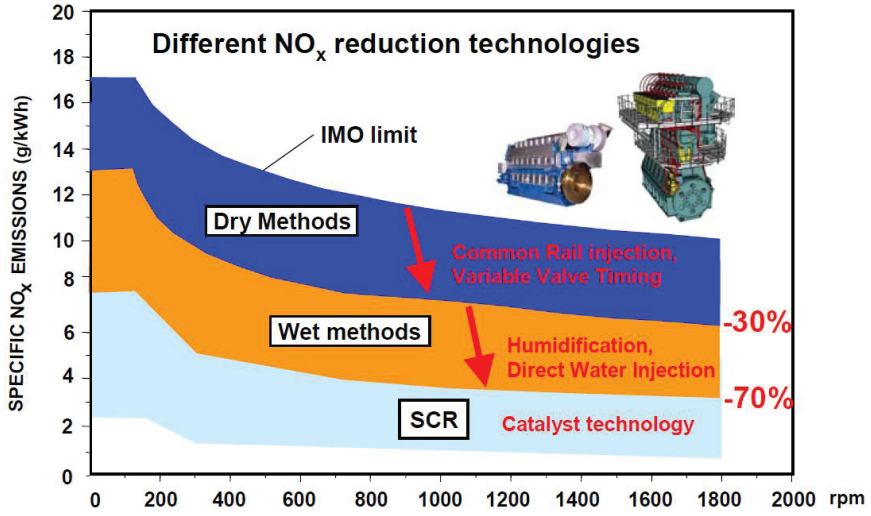 Different NOx reduction technologies
SPECIFIC NOx EMISSIONS (g/kWh)
20
18
16
14
12
10
8
6
4
2
0
IMO limit
Dry Methods
Common Rail injection,
Variable Valve Timing
-30%
Wet methods
Humidification,
Direct Water Injection
-70%
SCR
Catalyst technology
0 200 400 600 800 1000 1200 1400 1600 1800 2000 rpm